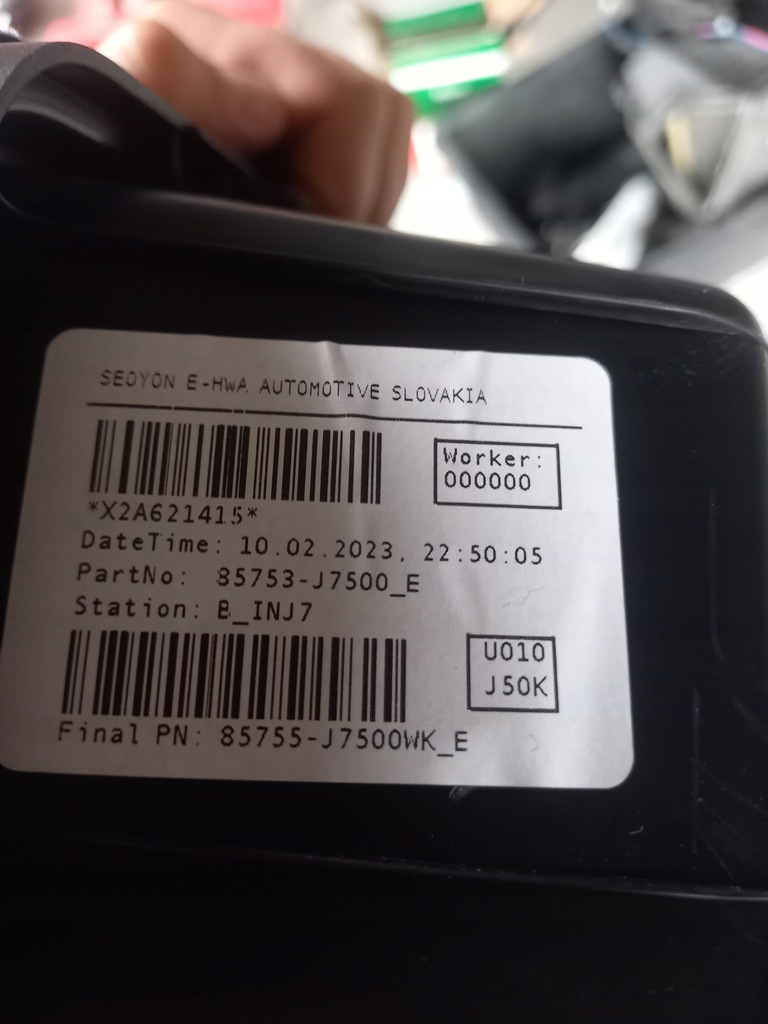 SEOYON E-HWA AUTOMOTIVE SLOVAKIA
Worker:
000000
*X2A621415*
DateTime: 10.02.2023, 22:50:05
PartNo: 85753-J7500_E
Station: B_INJ7
U010
J50K
Final PN: 85755-J7500WK_E